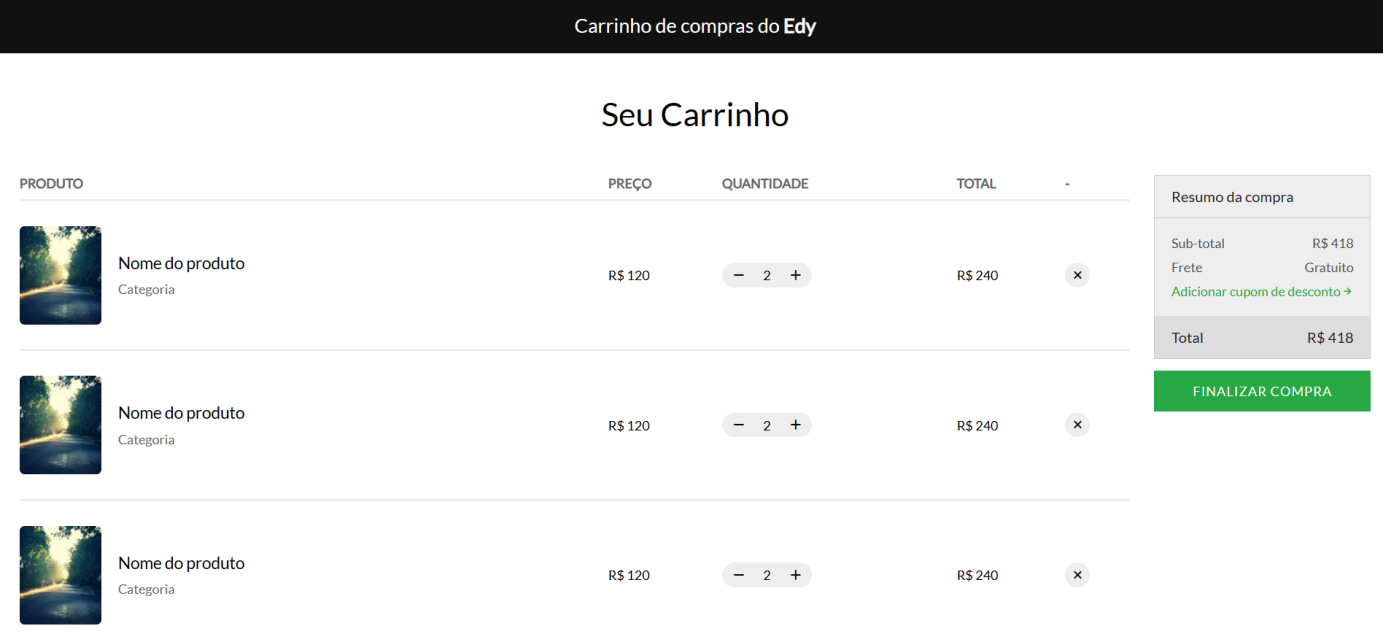 Carrinho de compras do Edy
Seu Carrinho
PRODUTO PREÇO QUANTIDADE TOTAL -
Nome do produto
Categoria
R$ 120 − 2 + R$ 240 ×
Nome do produto
Categoria
R$ 120 − 2 + R$ 240 ×
Nome do produto
Categoria
R$ 120 − 2 + R$ 240 ×
Resumo da compra
Sub-total R$ 418
Frete Gratuito
Adicionar cupom de desconto →
Total R$ 418
FINALIZAR COMPRA